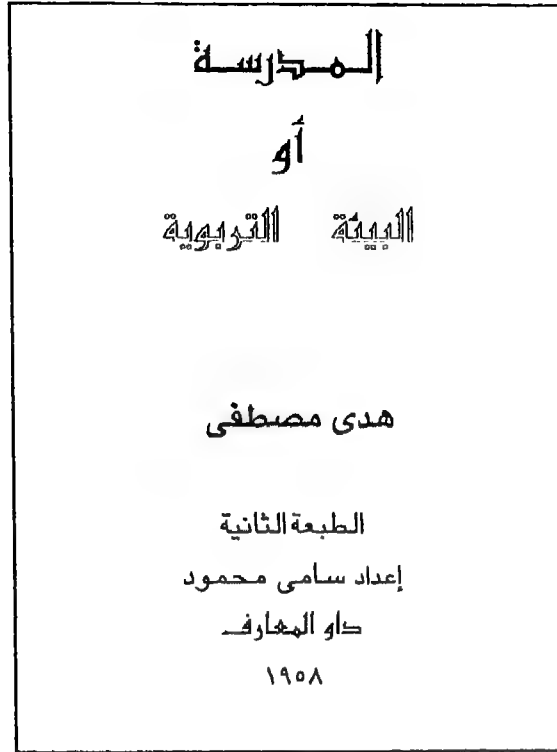 المدرسة
أو
البيئة التربوية
هدى مصطفى
الطبعة الثانية
إعداد سامى محمود
داو المعارف
١٩٥٨